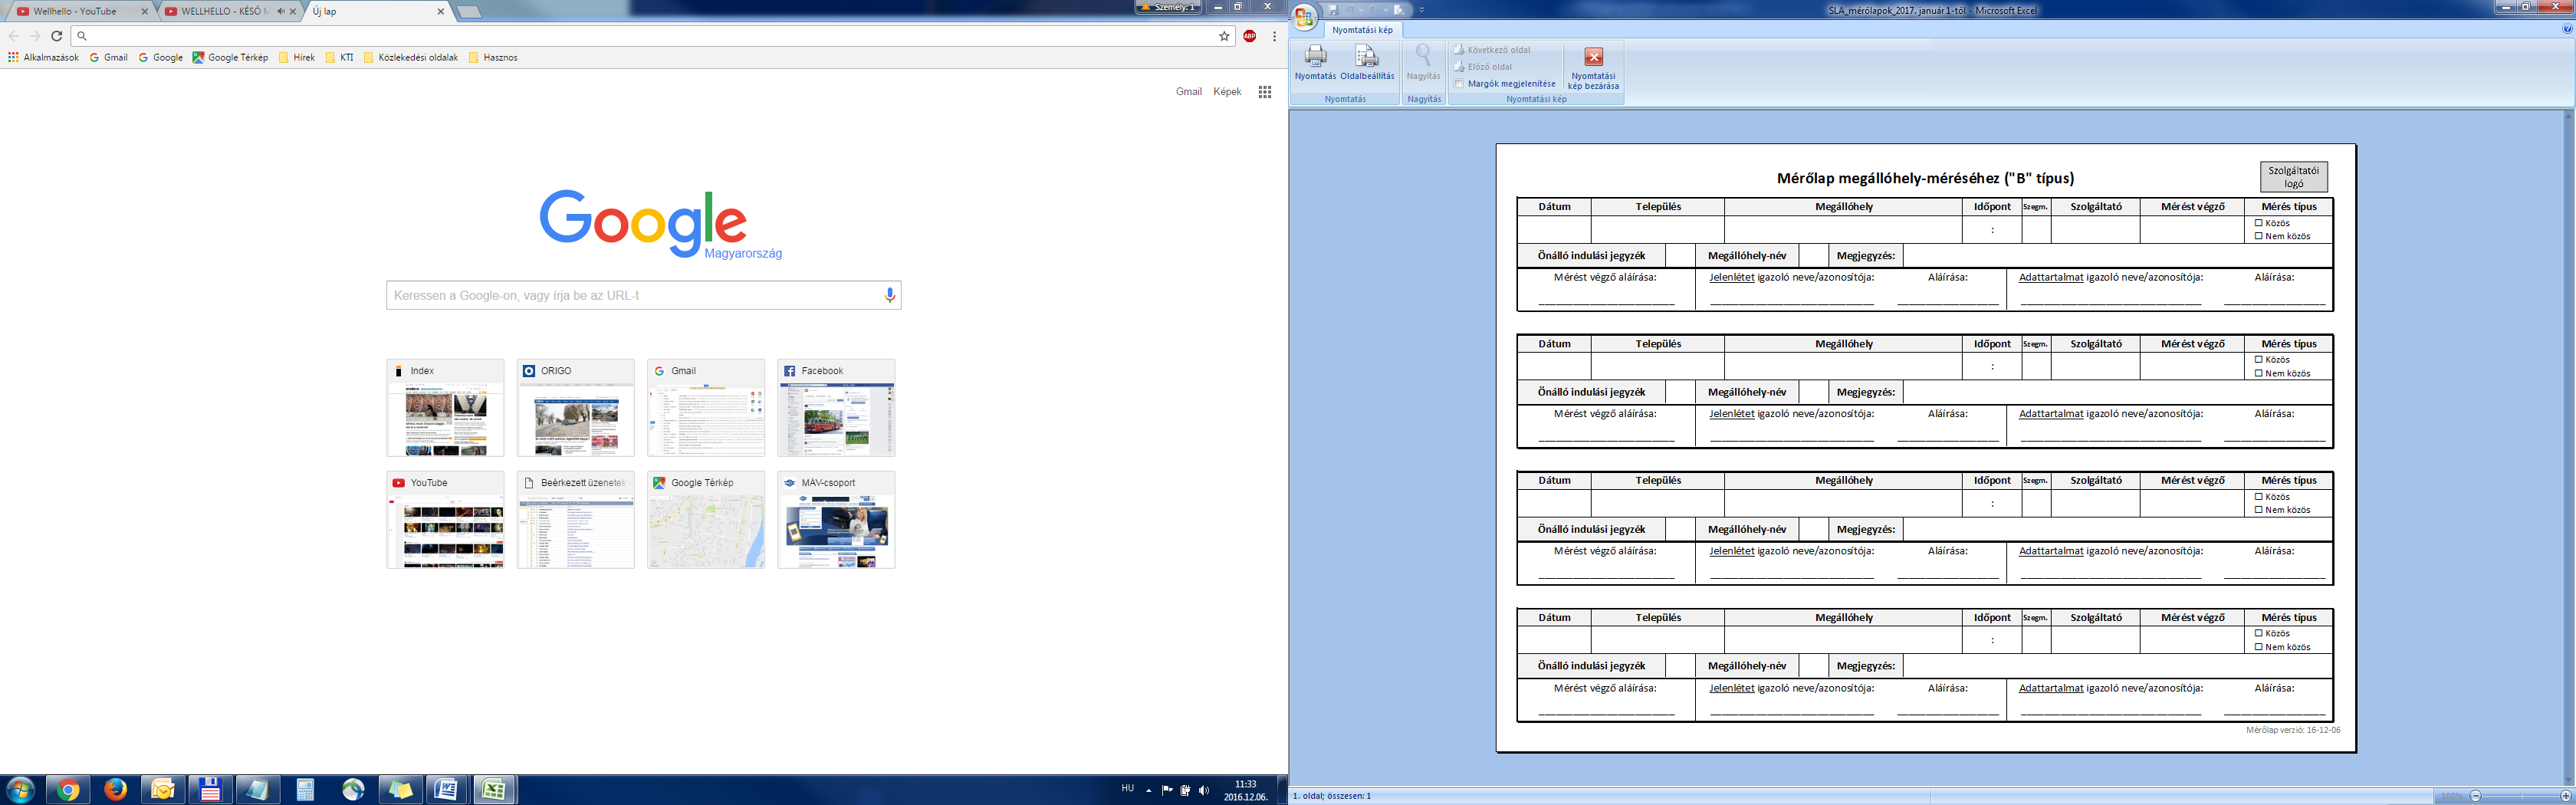 Wellhello - YouTube
WELLHELLO - KÉSŐ M
Új lap
Személy: 1
Alkalmazások
Gmail
Google
Google Térkép
Hírek
KTI
Közlekedési oldalak
Hasznos
Gmail
Képek
Google
Magyarország
Keressen a Google-on, vagy írja be az URL-t
Index
ORIGO
Gmail
Facebook
YouTube
Beérkezett üzenetek -
Google Térkép
MÁV-csoport
HU
11:33
2016.12.06.
SLA_mérőlapok_2017. január 1-től - Microsoft Excel
Nyomtatási kép
Nyomtatás
Oldalbeállítás
Nagyítás
Következő oldal
Előző oldal
Margók megjelenítése
Nyomtatási
kép bezárása
Nyomtatás
Nagyítás
Nyomtatási kép
Mérőlap megállóhely-méréséhez ("B" típus)
Szolgáltatói
logó
Dátum Település Megállóhely Időpont Szegm. Szolgáltató Mérést végző Mérés típus
: ☐ Közös
☐ Nem közös
Önálló indulási jegyzék Megállóhely-név Megjegyzés:
Mérést végző aláírása: Jelenlétet igazoló neve/azonosítója: Aláírása: Adattartalmat igazoló neve/azonosítója: Aláírása:
Dátum Település Megállóhely Időpont Szegm. Szolgáltató Mérést végző Mérés típus
: ☐ Közös
☐ Nem közös
Önálló indulási jegyzék Megállóhely-név Megjegyzés:
Mérést végző aláírása: Jelenlétet igazoló neve/azonosítója: Aláírása: Adattartalmat igazoló neve/azonosítója: Aláírása:
Dátum Település Megállóhely Időpont Szegm. Szolgáltató Mérést végző Mérés típus
: ☐ Közös
☐ Nem közös
Önálló indulási jegyzék Megállóhely-név Megjegyzés:
Mérést végző aláírása: Jelenlétet igazoló neve/azonosítója: Aláírása: Adattartalmat igazoló neve/azonosítója: Aláírása:
Dátum Település Megállóhely Időpont Szegm. Szolgáltató Mérést végző Mérés típus
: ☐ Közös
☐ Nem közös
Önálló indulási jegyzék Megállóhely-név Megjegyzés:
Mérést végző aláírása: Jelenlétet igazoló neve/azonosítója: Aláírása: Adattartalmat igazoló neve/azonosítója: Aláírása:
Mérőlap verzió: 16-12-06
1. oldal; összesen: 1
100%